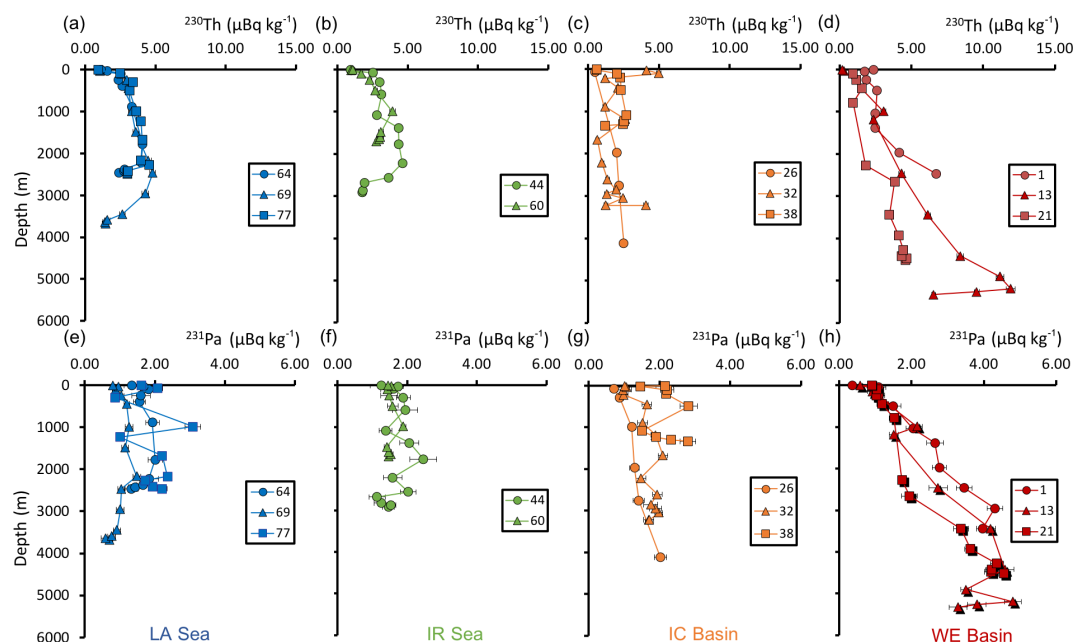 (a) ²³⁰Th (µBq kg⁻¹)
0.00 5.00 10.00 15.00
(b) ²³⁰Th (µBq kg⁻¹)
0.00 5.00 10.00 15.00
(c) ²³⁰Th (µBq kg⁻¹)
0.00 5.00 10.00 15.00
(d) ²³⁰Th (µBq kg⁻¹)
0.00 5.00 10.00 15.00
Depth (m)
0
1000
2000
3000
4000
5000
6000
64
69
77
44
60
26
32
38
1
13
21
(e) ²³¹Pa (µBq kg⁻¹)
0.00 2.00 4.00 6.00
(f) ²³¹Pa (µBq kg⁻¹)
0.00 2.00 4.00 6.00
(g) ²³¹Pa (µBq kg⁻¹)
0.00 2.00 4.00 6.00
(h) ²³¹Pa (µBq kg⁻¹)
0.00 2.00 4.00 6.00
Depth (m)
0
1000
2000
3000
4000
5000
6000
64
69
77
44
60
26
32
38
1
13
21
LA Sea
IR Sea
IC Basin
WE Basin